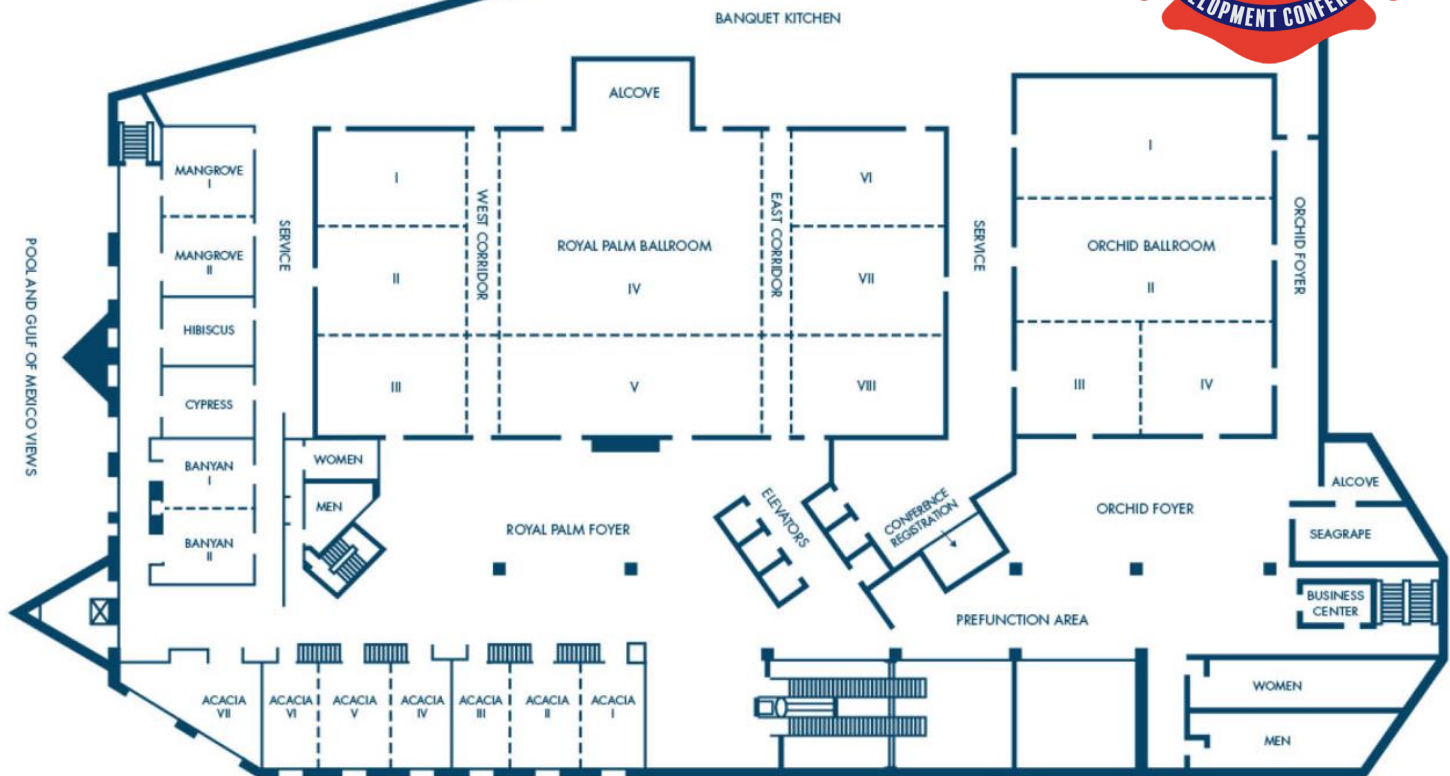 BANQUET KITCHEN
DEVELOPMENT CONFER
ALCOVE
MANGROVE
I
MANGROVE
II
HIBISCUS
CYPRESS
BANYAN
I
BANYAN
II
POOL AND GULF OF MEXICO VIEWS
SERVICE
I
II
III
WEST CORRIDOR
ROYAL PALM BALLROOM
IV
V
EAST CORRIDOR
VI
VII
VIII
SERVICE
I
ORCHID BALLROOM
II
III
IV
ORCHID FOYER
WOMEN
MEN
ROYAL PALM FOYER
ELEVATORS
CONFERENCE
REGISTRATION
ORCHID FOYER
ALCOVE
SEAGRAPE
BUSINESS
CENTER
PREFUNCTION AREA
ACACIA
VII
ACACIA
VI
ACACIA
V
ACACIA
IV
ACACIA
III
ACACIA
II
ACACIA
I
WOMEN
MEN